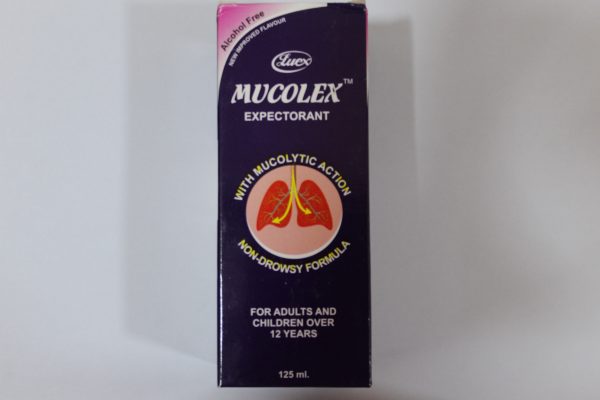 Alcohol Free
NEW IMPROVED FLAVOUR
Luex
MUCOLEX™
EXPECTORANT
WITH MUCOLYTIC ACTION
NON-DROWSY FORMULA
FOR ADULTS AND
CHILDREN OVER
12 YEARS
125 ml.